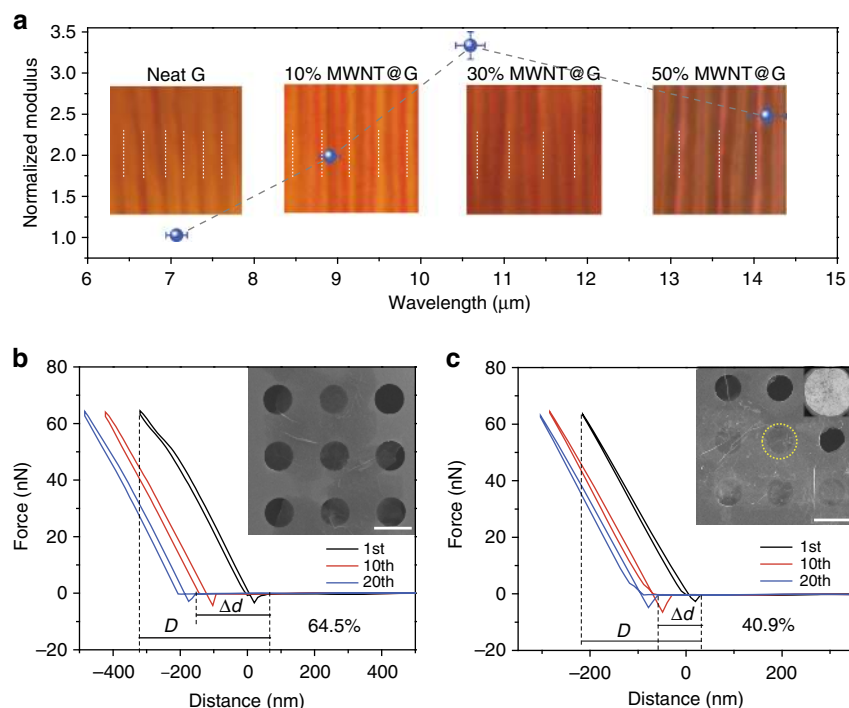 a
3.5
3.0
2.5
2.0
1.5
1.0
Normalized modulus
Neat G
10% MWNT@G
30% MWNT@G
50% MWNT@G
6 7 8 9 10 11 12 13 14 15
Wavelength (μm)
b
80
60
40
20
0
−20
Force (nN)
1st
10th
20th
Δd
D
64.5%
−400 −200 0 200 400
Distance (nm)
c
80
60
40
20
0
−20
Force (nN)
1st
10th
20th
Δd
D
40.9%
−200 0 200
Distance (nm)